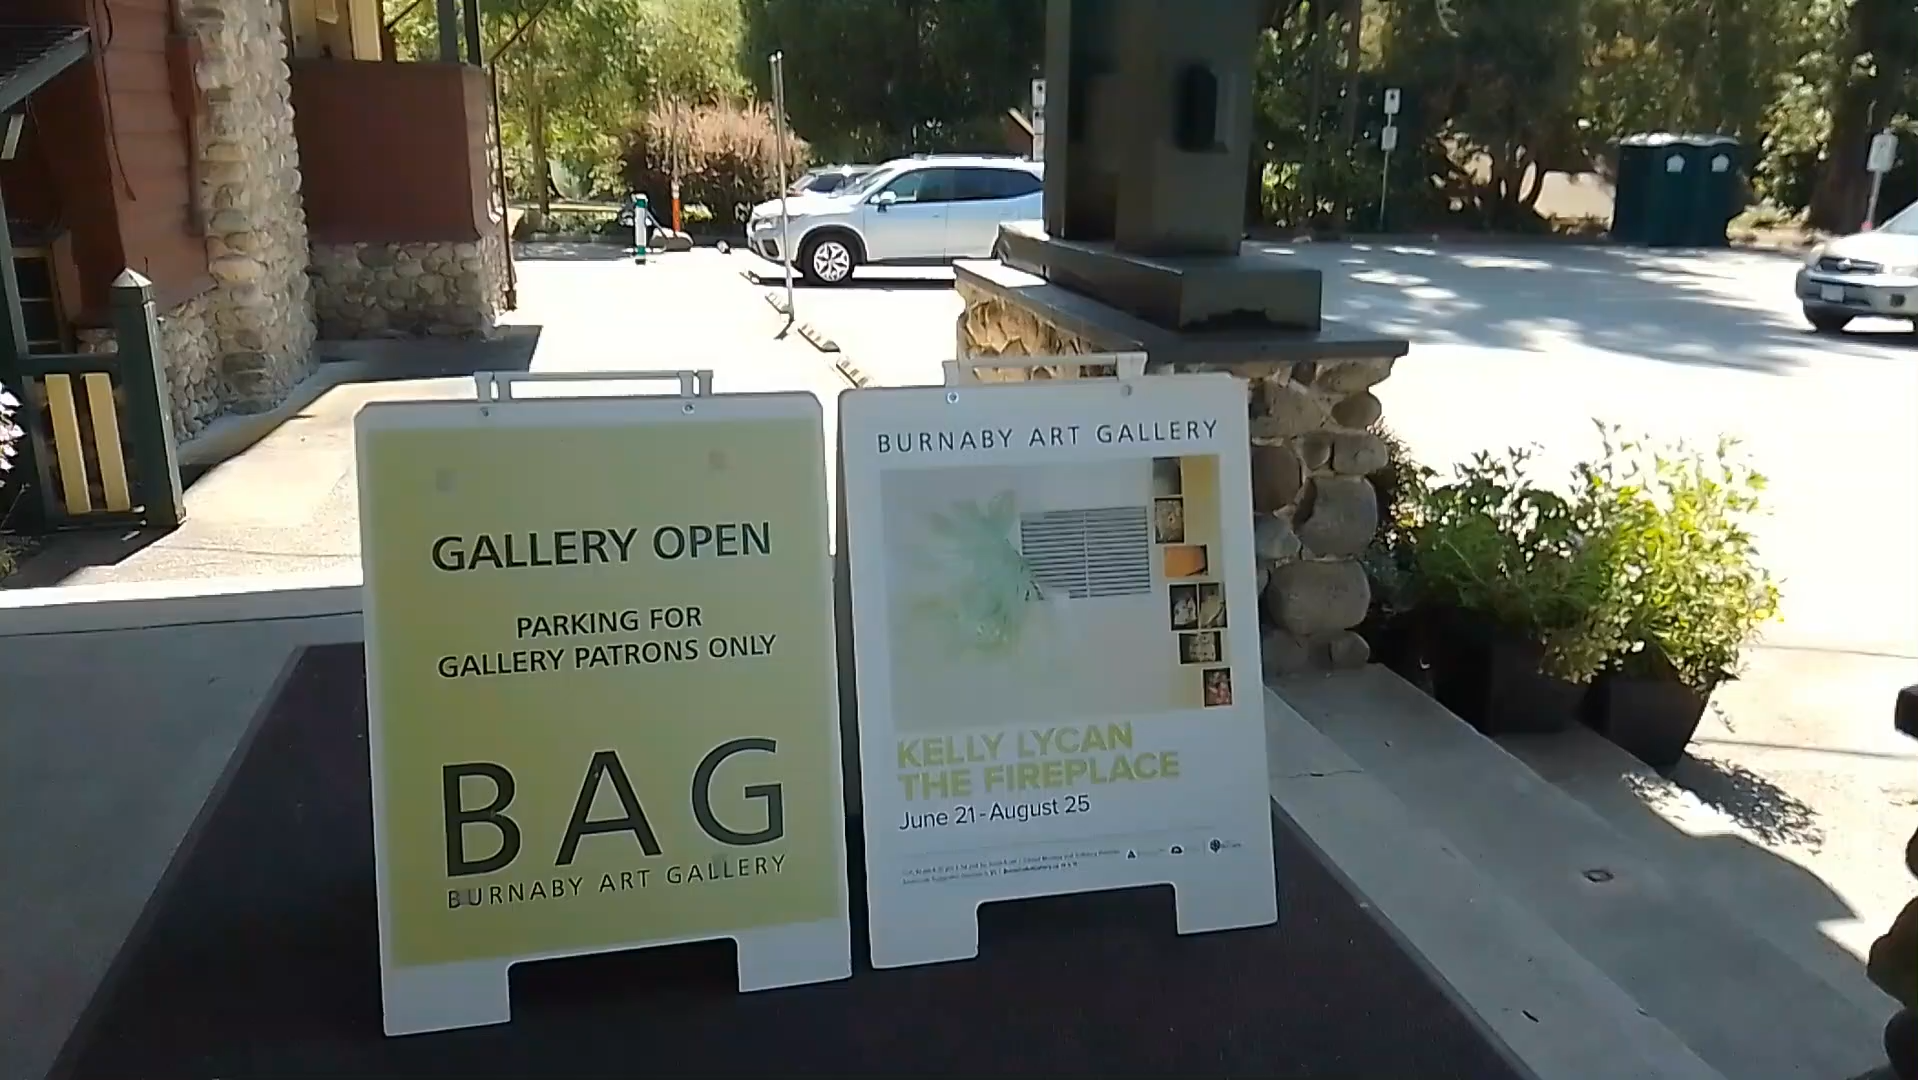 GALLERY OPEN
PARKING FOR
GALLERY PATRONS ONLY
BAG
BURNABY ART GALLERY
BURNABY ART GALLERY
KELLY LYCAN
THE FIREPLACE
June 21-August 25